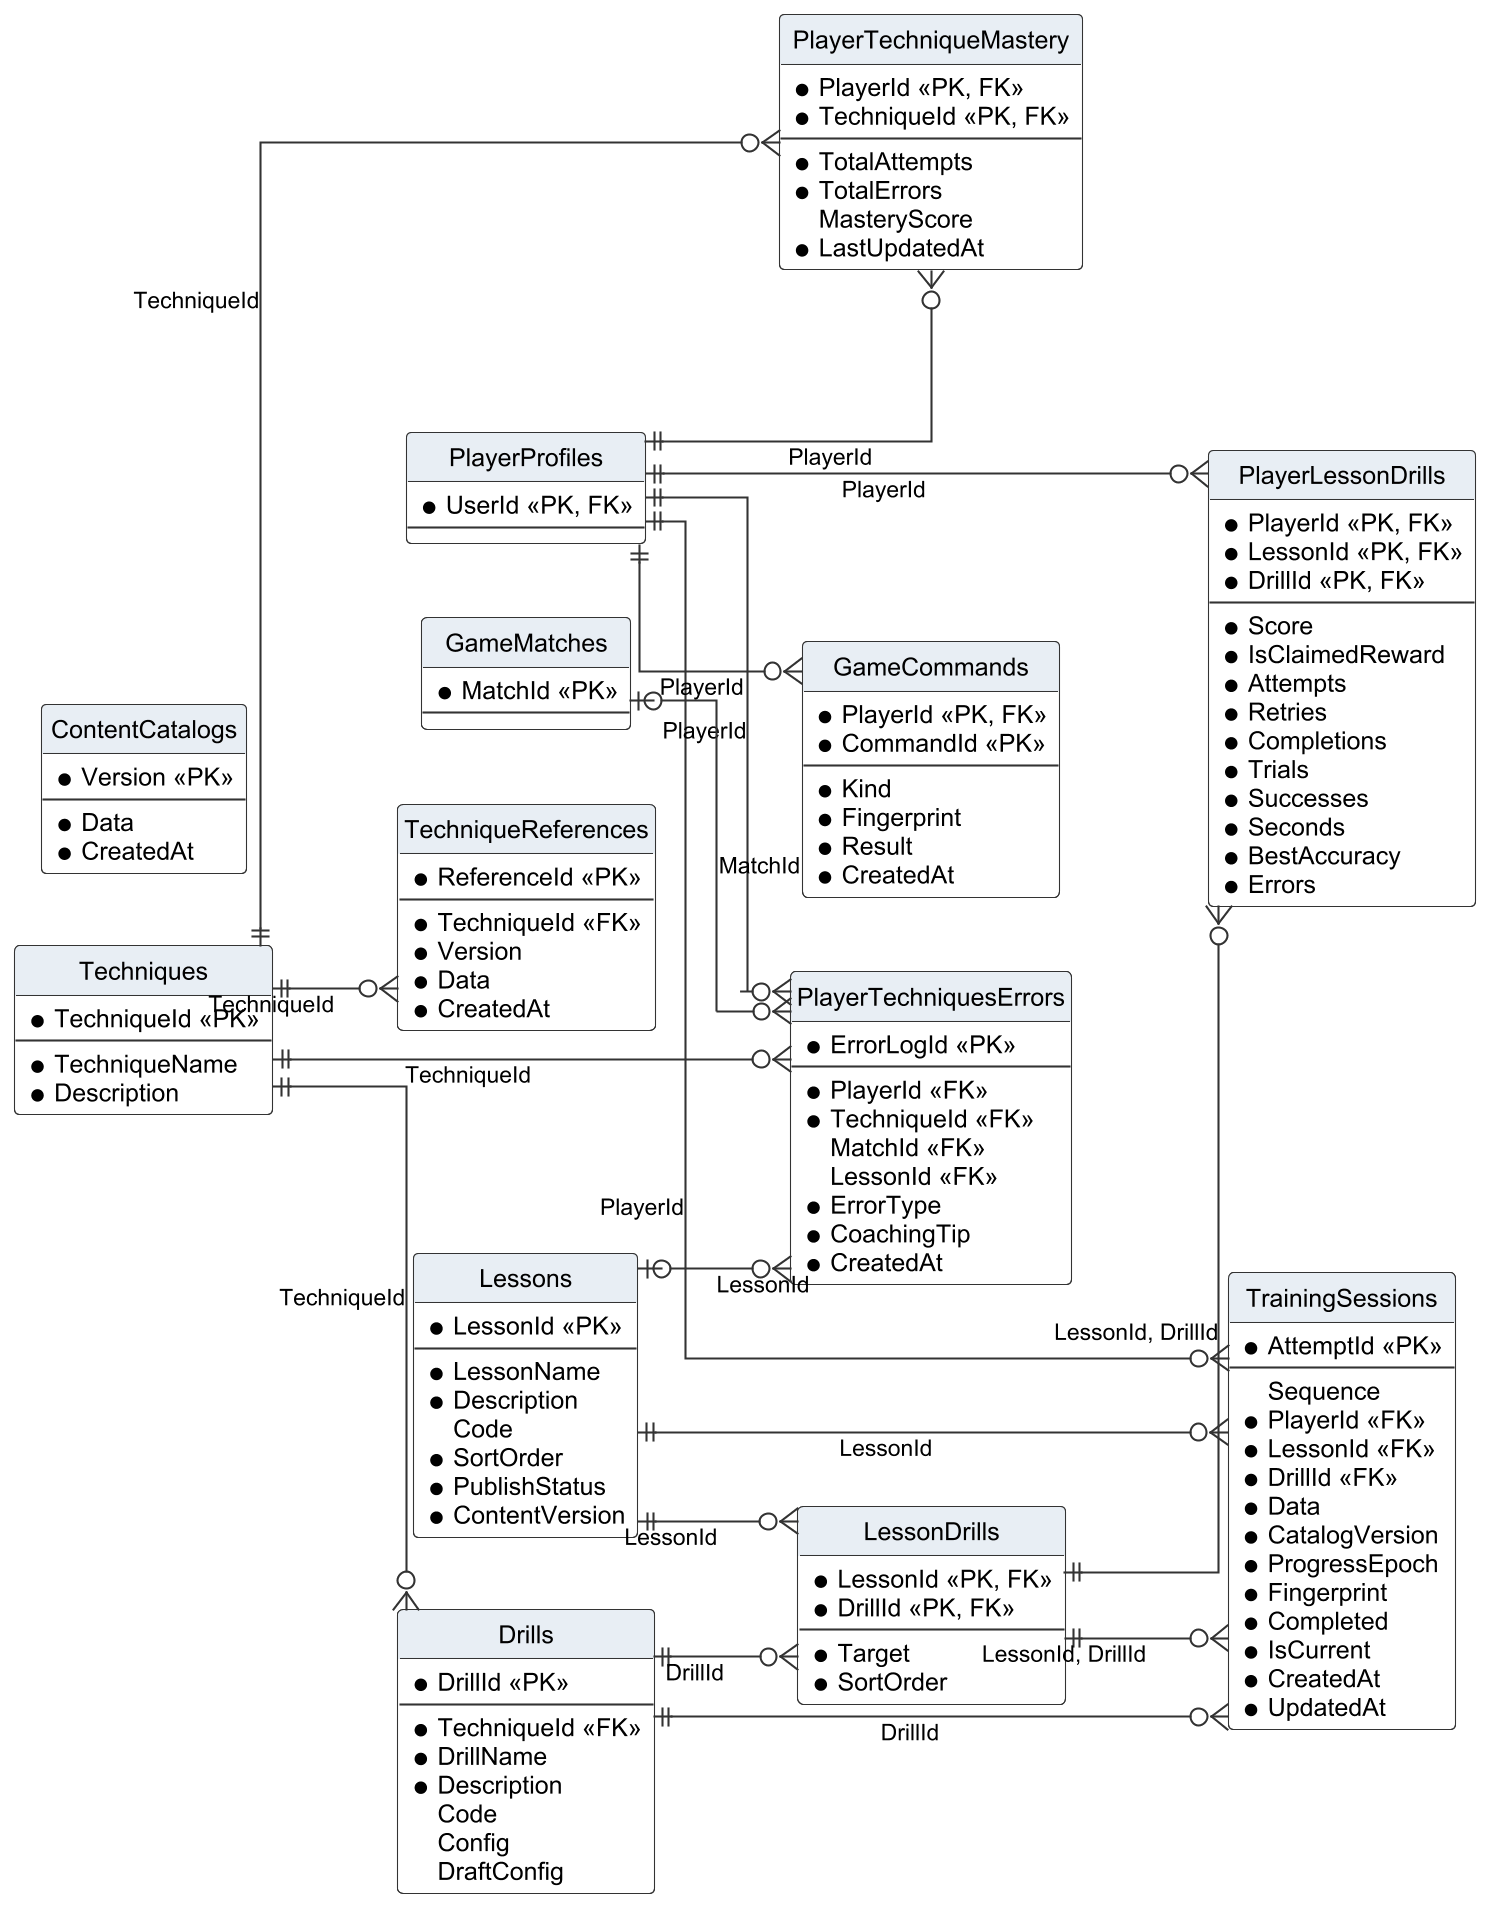 PlayerTechniqueMastery
PlayerId «PK, FK»
TechniqueId «PK, FK»
TotalAttempts
TotalErrors
MasteryScore
LastUpdatedAt
TechniqueId
PlayerProfiles
UserId «PK, FK»
PlayerId
PlayerId
PlayerLessonDrills
PlayerId «PK, FK»
LessonId «PK, FK»
DrillId «PK, FK»
Score
IsClaimedReward
Attempts
Retries
Completions
Trials
Successes
Seconds
BestAccuracy
Errors
GameMatches
MatchId «PK»
PlayerId
PlayerId
GameCommands
PlayerId «PK, FK»
CommandId «PK»
Kind
Fingerprint
Result
CreatedAt
ContentCatalogs
Version «PK»
Data
CreatedAt
TechniqueReferences
ReferenceId «PK»
TechniqueId «FK»
Version
Data
CreatedAt
MatchId
Techniques
TechniqueId «PK»
TechniqueName
Description
TechniqueId
TechniqueId
PlayerTechniquesErrors
ErrorLogId «PK»
PlayerId «FK»
TechniqueId «FK»
MatchId «FK»
LessonId «FK»
ErrorType
CoachingTip
CreatedAt
PlayerId
TechniqueId
Lessons
LessonId «PK»
LessonName
Description
Code
SortOrder
PublishStatus
ContentVersion
LessonId
LessonId, DrillId
LessonId
LessonId
TrainingSessions
AttemptId «PK»
Sequence
PlayerId «FK»
LessonId «FK»
DrillId «FK»
Data
CatalogVersion
ProgressEpoch
Fingerprint
Completed
IsCurrent
CreatedAt
UpdatedAt
LessonDrills
LessonId «PK, FK»
DrillId «PK, FK»
Target
SortOrder
LessonId, DrillId
Drills
DrillId «PK»
TechniqueId «FK»
DrillName
Description
Code
Config
DraftConfig
DrillId
DrillId